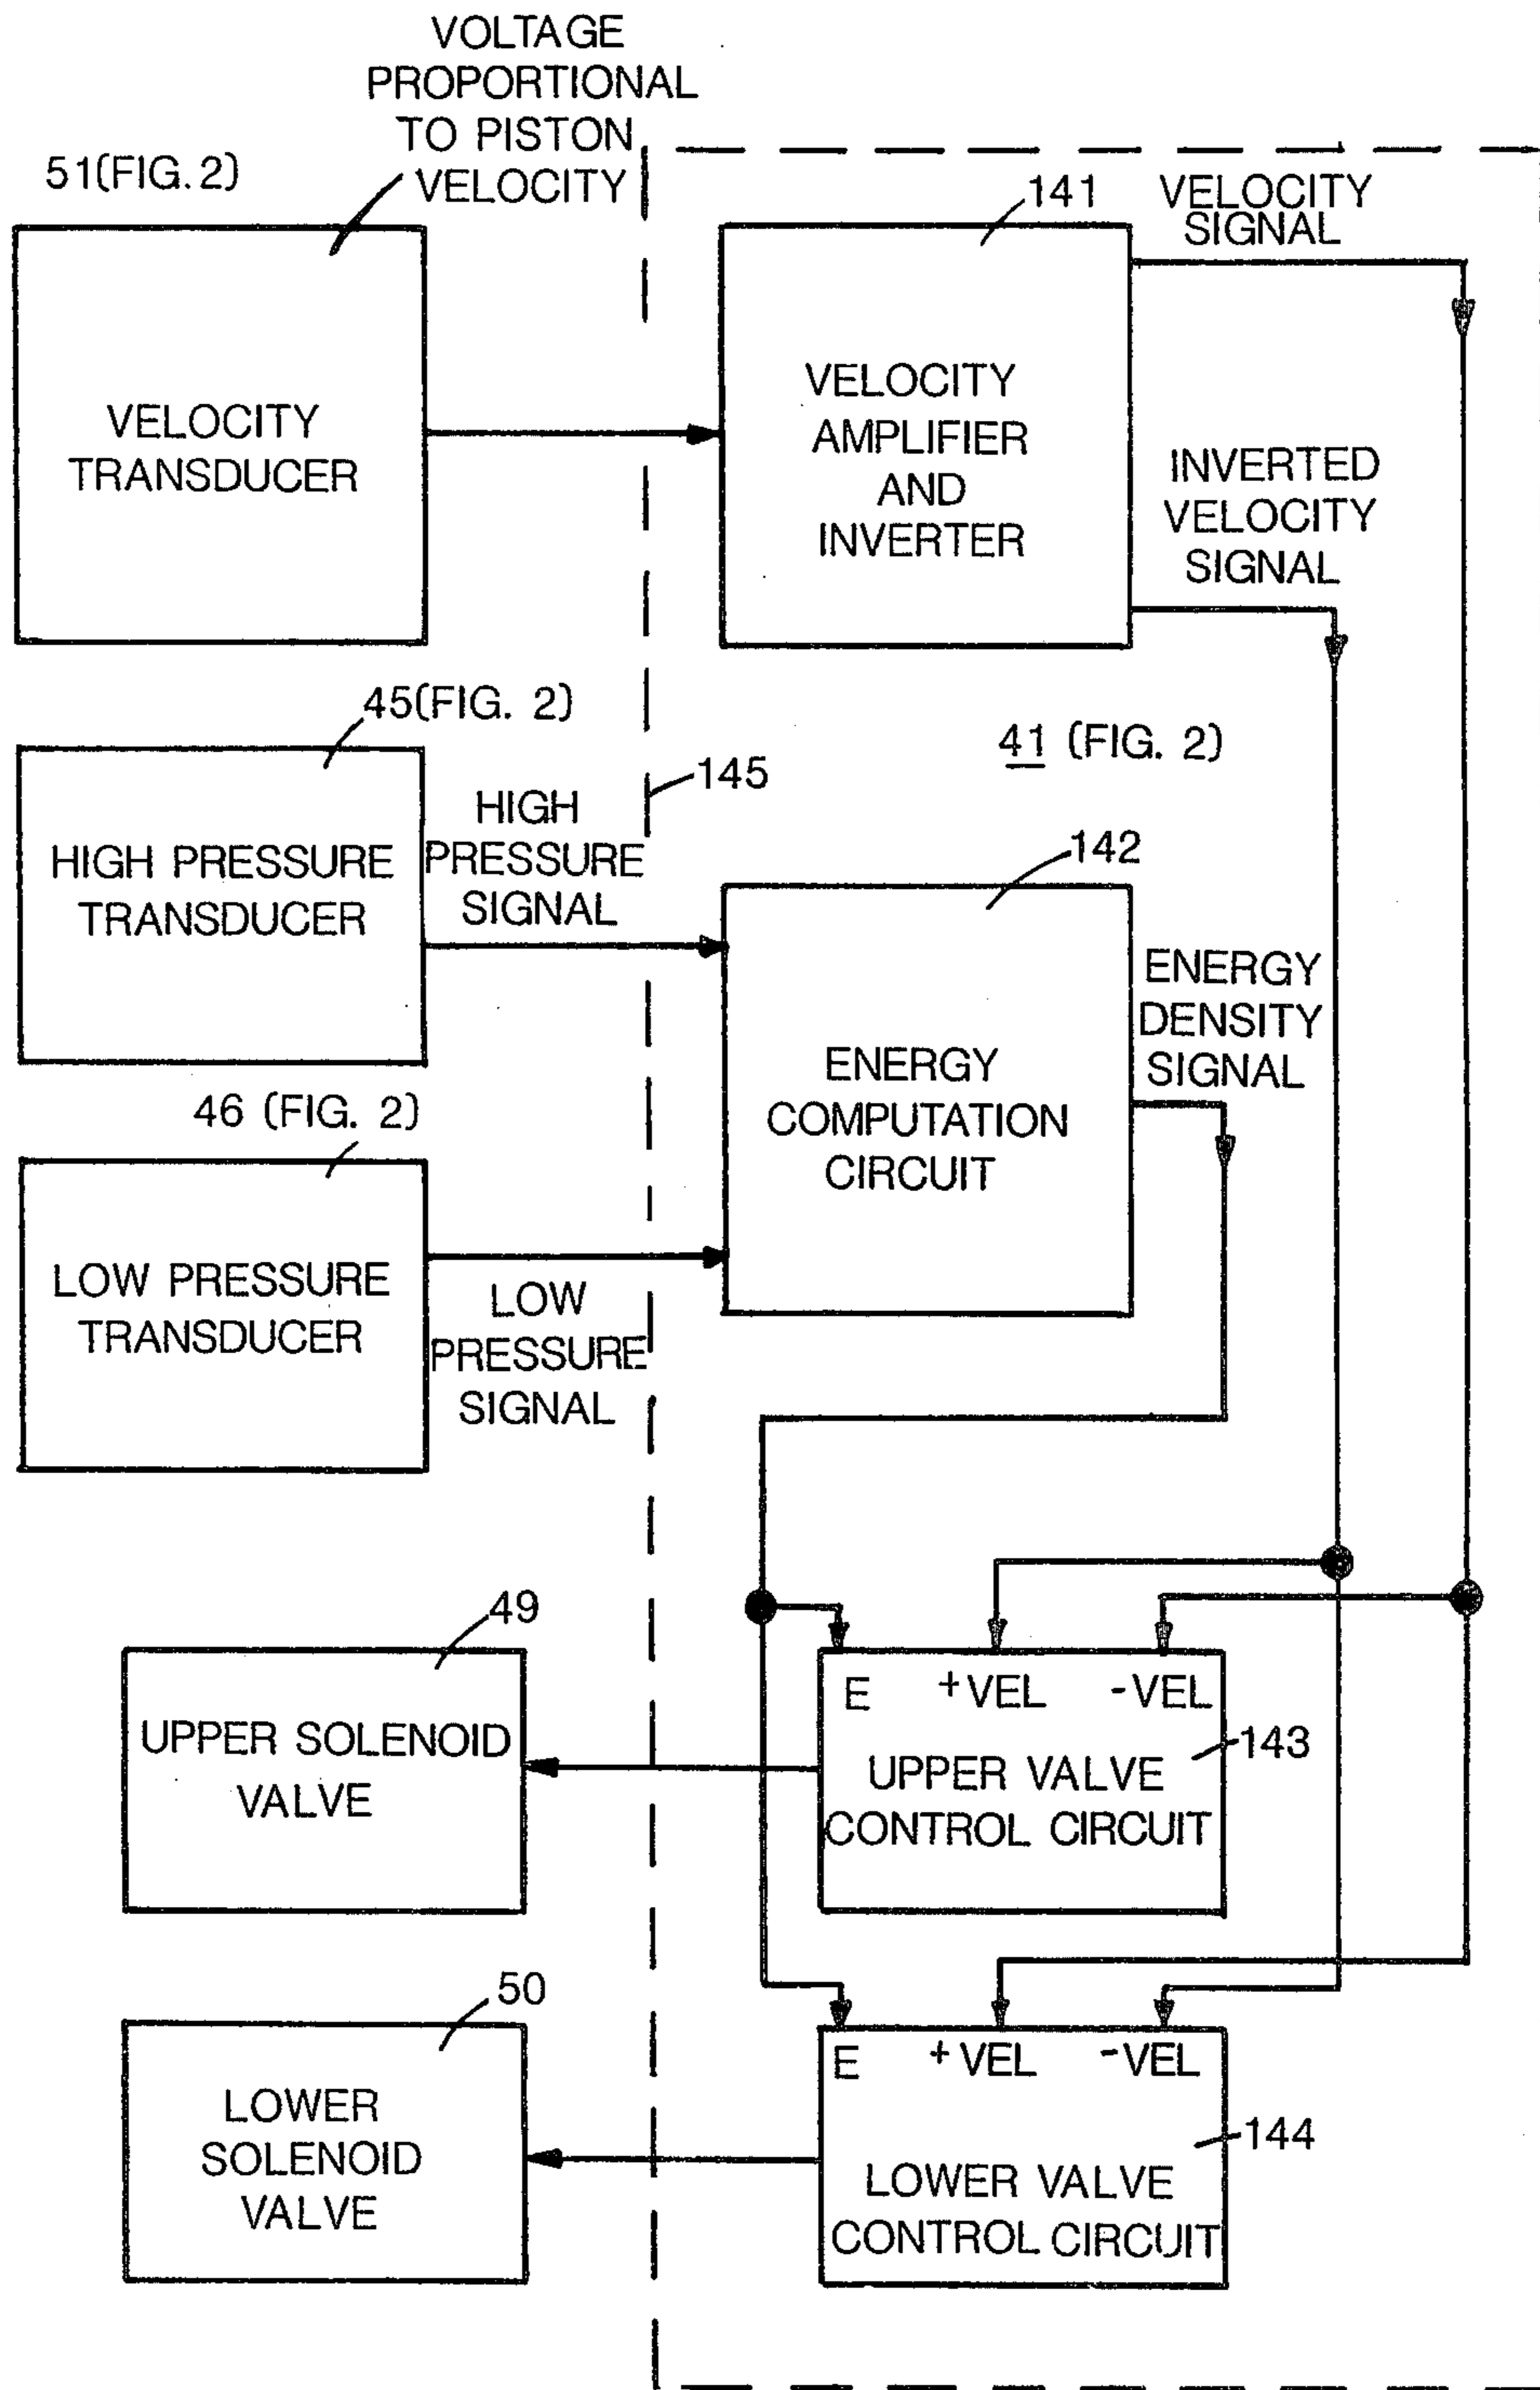 VOLTAGE
PROPORTIONAL
TO PISTON
VELOCITY
51(FIG. 2)
VELOCITY
TRANSDUCER
141
VELOCITY
SIGNAL
VELOCITY
AMPLIFIER
AND
INVERTER
INVERTED
VELOCITY
SIGNAL
45(FIG. 2)
HIGH PRESSURE
TRANSDUCER
HIGH
PRESSURE
SIGNAL
145
41 (FIG. 2)
142
ENERGY
COMPUTATION
CIRCUIT
ENERGY
DENSITY
SIGNAL
46 (FIG. 2)
LOW PRESSURE
TRANSDUCER
LOW
PRESSURE
SIGNAL
49
UPPER SOLENOID
VALVE
E +VEL -VEL
143
UPPER VALVE
CONTROL CIRCUIT
50
LOWER
SOLENOID
VALVE
E +VEL -VEL
144
LOWER VALVE
CONTROL CIRCUIT